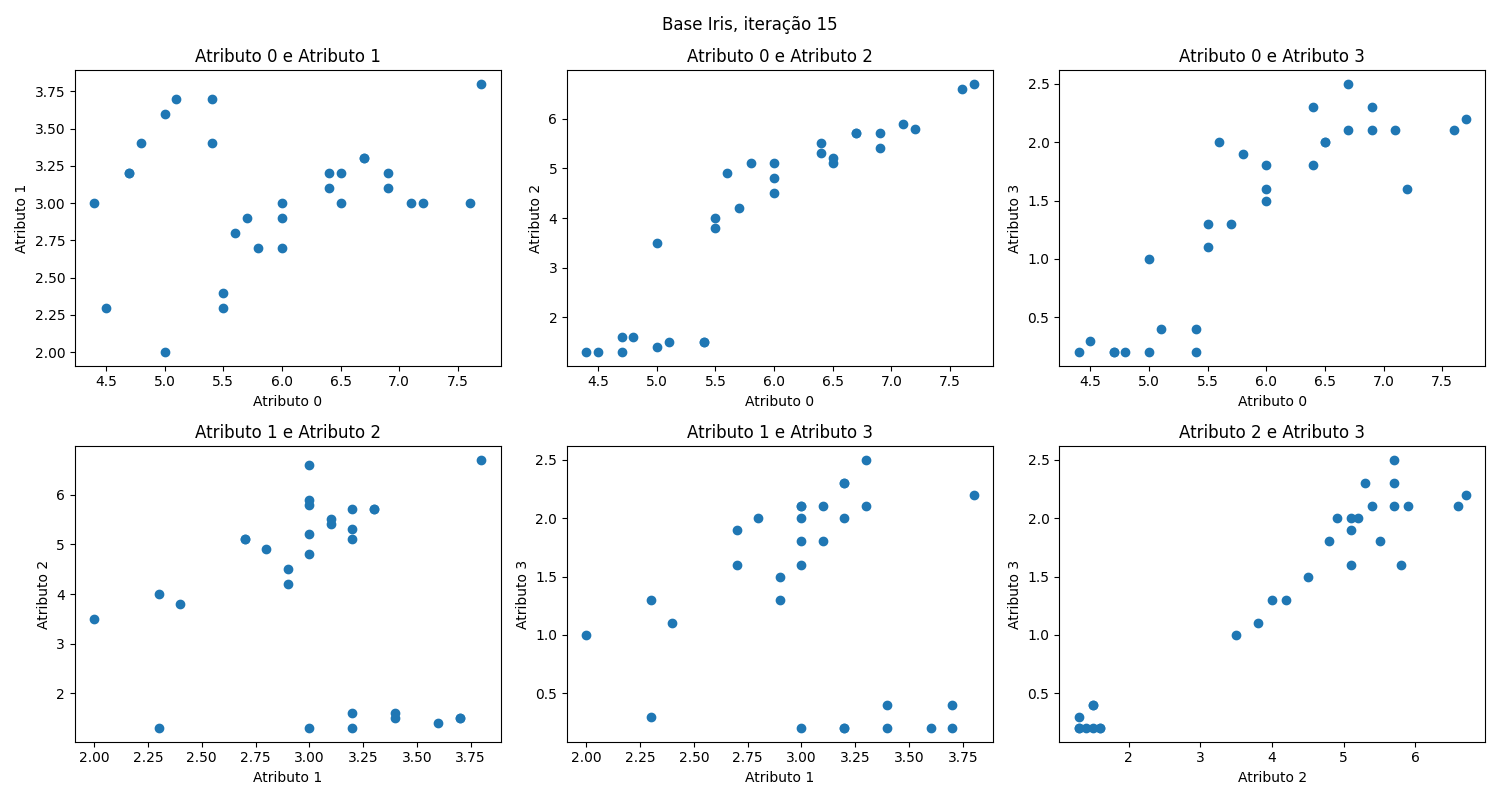 Base Iris, iteração 15
Atributo 0 e Atributo 1
Atributo 1
3.75
3.50
3.25
3.00
2.75
2.50
2.25
2.00
4.5 5.0 5.5 6.0 6.5 7.0 7.5
Atributo 0
Atributo 0 e Atributo 2
Atributo 2
6
5
4
3
2
4.5 5.0 5.5 6.0 6.5 7.0 7.5
Atributo 0
Atributo 0 e Atributo 3
Atributo 3
2.5
2.0
1.5
1.0
0.5
4.5 5.0 5.5 6.0 6.5 7.0 7.5
Atributo 0
Atributo 1 e Atributo 2
Atributo 2
6
5
4
3
2
2.00 2.25 2.50 2.75 3.00 3.25 3.50 3.75
Atributo 1
Atributo 1 e Atributo 3
Atributo 3
2.5
2.0
1.5
1.0
0.5
2.00 2.25 2.50 2.75 3.00 3.25 3.50 3.75
Atributo 1
Atributo 2 e Atributo 3
Atributo 3
2.5
2.0
1.5
1.0
0.5
2 3 4 5 6
Atributo 2